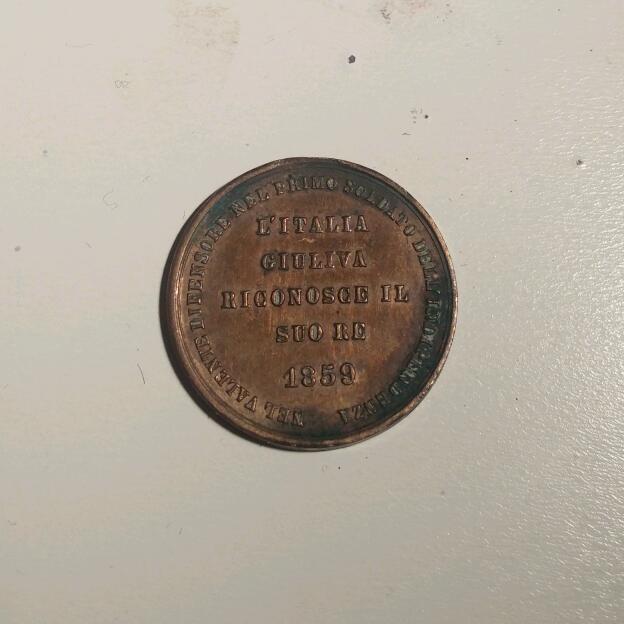 NEL VALENTE DIFENSORE NEL PRIMO SOLDATO DELL' INDIPENDENZA
L'ITALIA
GIULIVA
RICONOSCE IL
SUO RE
1859